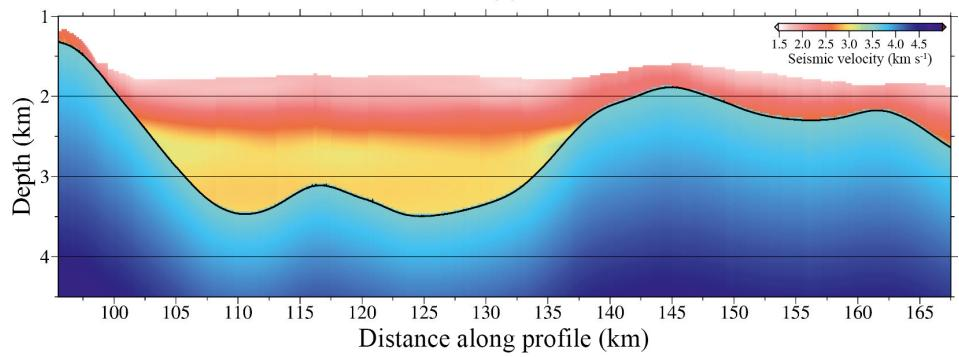 1
2
3
4
Depth (km)
1.5 2.0 2.5 3.0 3.5 4.0 4.5
Seismic velocity (km s⁻¹)
100 105 110 115 120 125 130 135 140 145 150 155 160 165
Distance along profile (km)